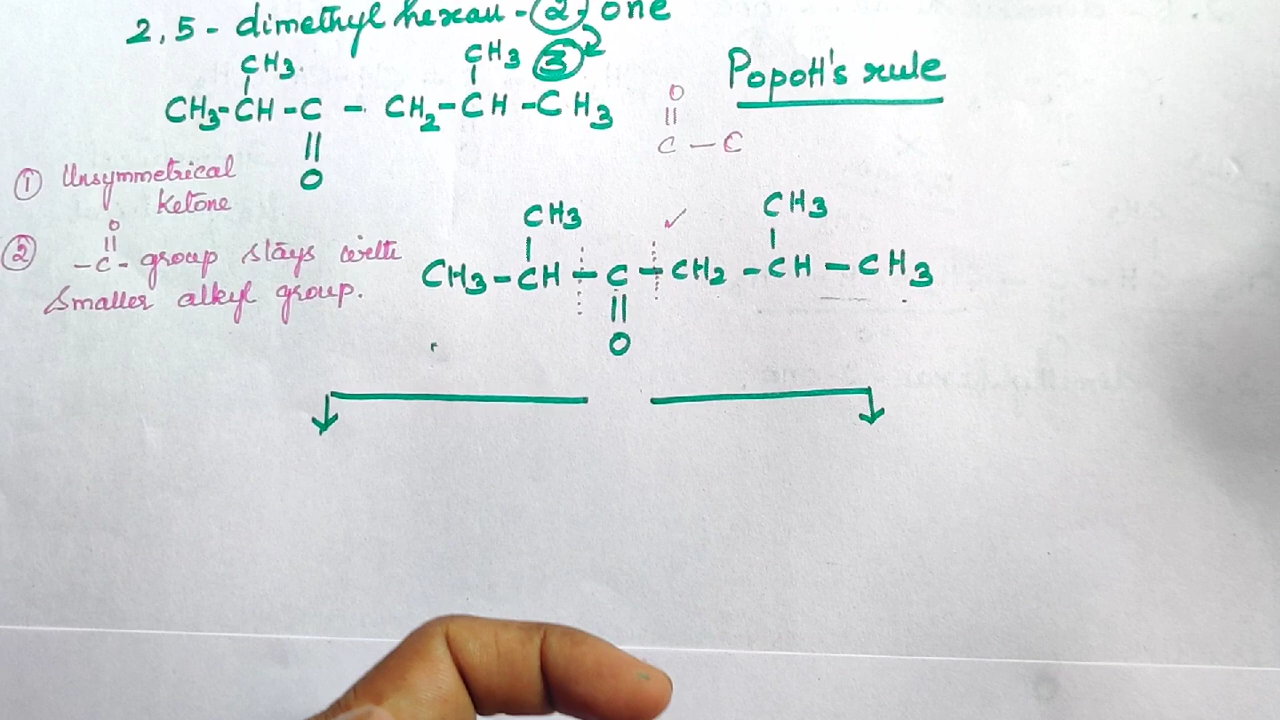 2,5 - dimethyl hexan - 2 - one
CH3 CH3 3
CH3-CH-C - CH2-CH-CH3
||
O
Popott's rule
O
||
C - C
① Unsymmetrical
Ketone
O
||
② -C- group stays with
smaller alkyl group.
CH3 ✓ CH3
| |
CH3-CH-C-CH2-CH-CH3
||
O